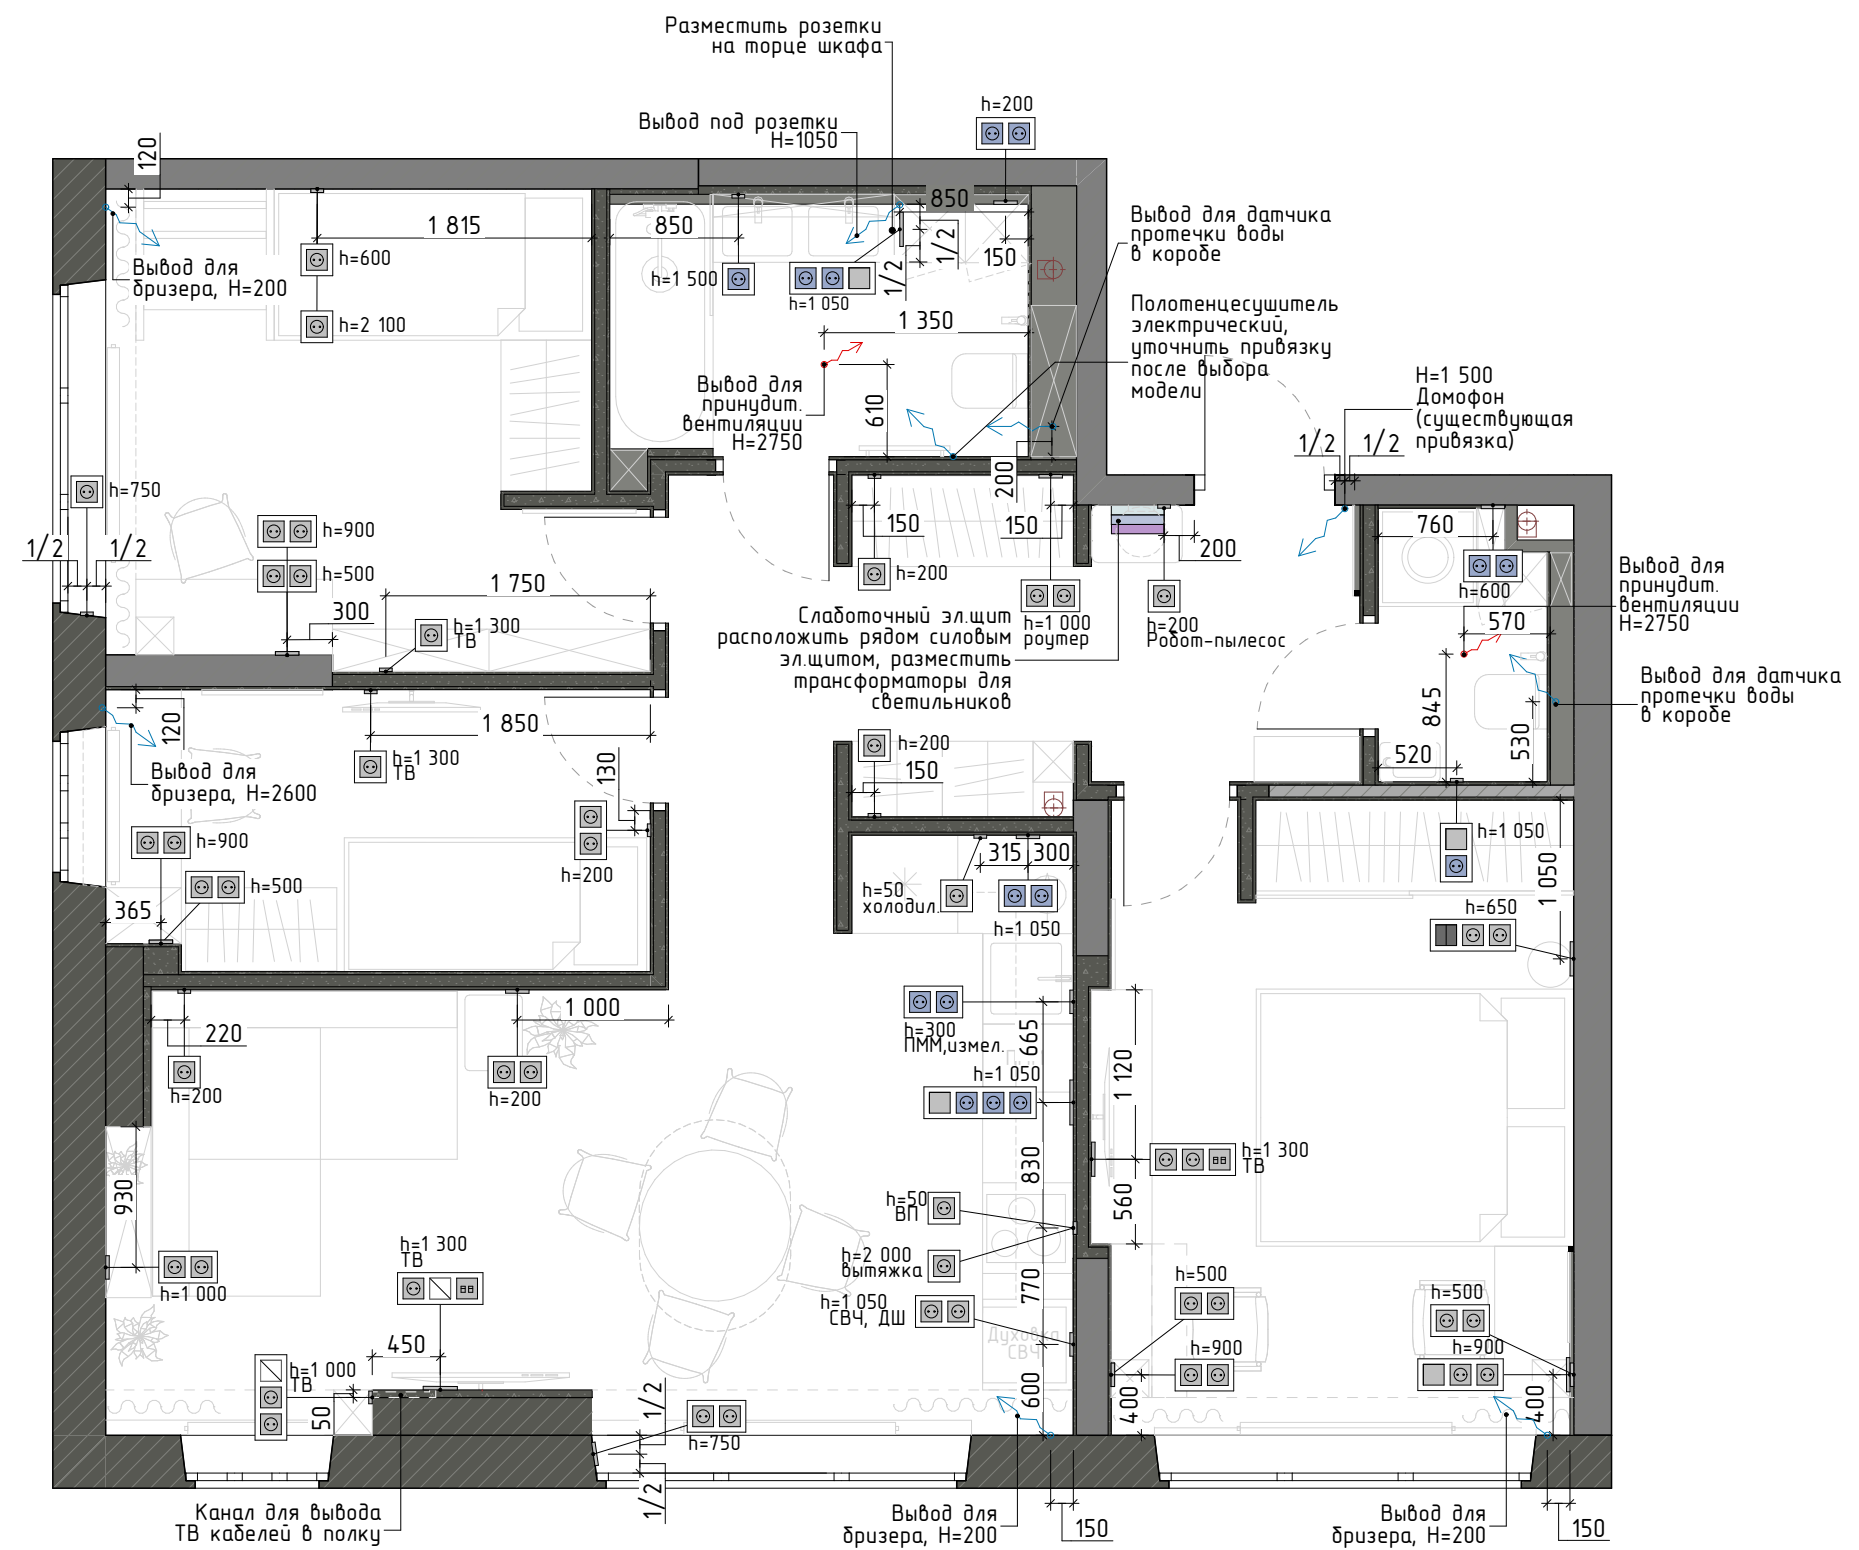 Разместить розетки
на торце шкафа
h=200
Вывод под розетки
H=1050
120
850
1 815
850
1/2
1/2
150
h=600
h=1 500
h=1 050
h=2 100
Вывод для
бризера, H=200
Вывод для датчика
протечки воды
в коробе
1 350
Полотенцесушитель
электрический,
уточнить привязку
после выбора
модели
Вывод для
принудит.
вентиляции
H=2750
610
200
H=1 500
Домофон
(существующая
привязка)
1/2
1/2
h=750
1/2
1/2
h=900
h=500
300
1 750
h=1 300
ТВ
150
150
h=200
h=1 000
роутер
200
h=200
Робот-пылесос
760
h=600
570
Вывод для
принудит.
вентиляции
H=2750
Слаботочный эл.щит
расположить рядом силовым
эл.щитом, разместить
трансформаторы для
светильников
845
530
520
Вывод для датчика
протечки воды
в коробе
120
1 850
h=1 300
ТВ
Вывод для
бризера, H=2600
130
h=200
150
h=200
h=900
h=500
365
315
300
h=50
холодил.
h=1 050
h=1 050
1 050
h=650
220
h=200
1 000
h=200
h=300
ПММ,измел.
665
h=1 050
830
h=50
ВП
h=2 000
вытяжка
770
h=1 050
СВЧ, ДШ
Духовка
СВЧ
600
1 120
560
h=1 300
ТВ
930
h=1 000
h=1 300
ТВ
450
h=1 000
ТВ
50
h=750
1/2
1/2
h=500
h=900
400
h=500
h=900
400
Канал для вывода
ТВ кабелей в полку
Вывод для
бризера, H=200
150
Вывод для
бризера, H=200
150